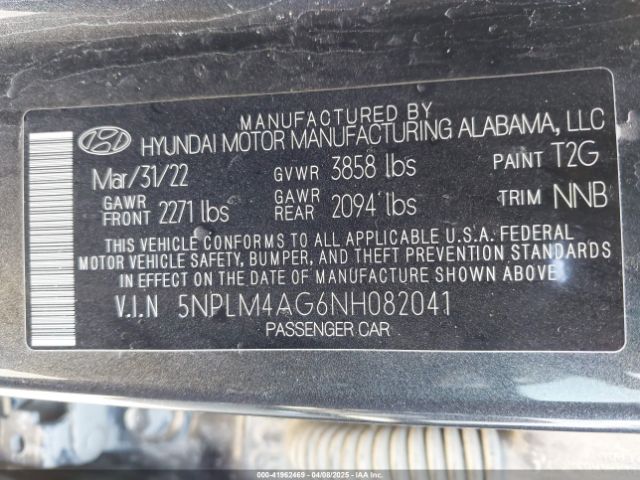 MANUFACTURED BY
HYUNDAI MOTOR MANUFACTURING ALABAMA, LLC
Mar/31/22 GVWR 3858 lbs PAINT T2G
GAWR FRONT 2271 lbs GAWR REAR 2094 lbs TRIM NNB
THIS VEHICLE CONFORMS TO ALL APPLICABLE U.S.A. FEDERAL
MOTOR VEHICLE SAFETY, BUMPER, AND THEFT PREVENTION STANDARDS
IN EFFECT ON THE DATE OF MANUFACTURE SHOWN ABOVE.
V.I.N 5NPLM4AG6NH082041
PASSENGER CAR
000-41962469 04/08/2025 Copart, Inc.